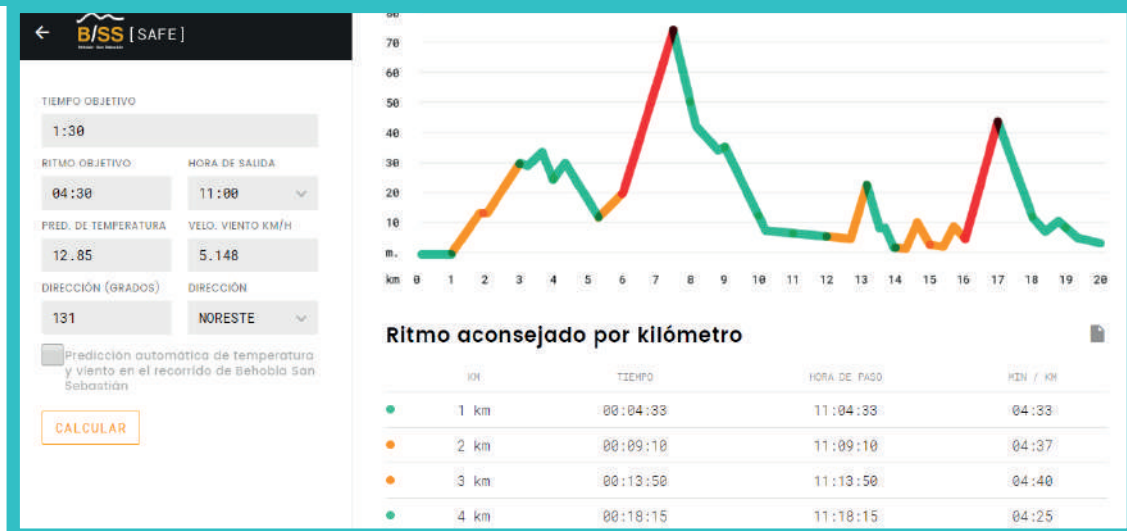 B/SS [SAFE]
TIEMPO OBJETIVO
1:30
RITMO OBJETIVO HORA DE SALIDA
04:30 11:00
PRED. DE TEMPERATURA VELO. VIENTO KM/H
12.85 5.148
DIRECCIÓN (GRADOS) DIRECCIÓN
131 NORESTE
Predicción automática de temperatura
y viento en el recorrido de Behobia San
Sebastián
CALCULAR
80
70
60
50
40
30
20
10
m.
km 0 1 2 3 4 5 6 7 8 9 10 11 12 13 14 15 16 17 18 19 20
Ritmo aconsejado por kilómetro
KM TIEMPO HORA DE PASO MIN / KM
1 km 00:04:33 11:04:33 04:33
2 km 00:09:10 11:09:10 04:37
3 km 00:13:50 11:13:50 04:40
4 km 00:18:15 11:18:15 04:25